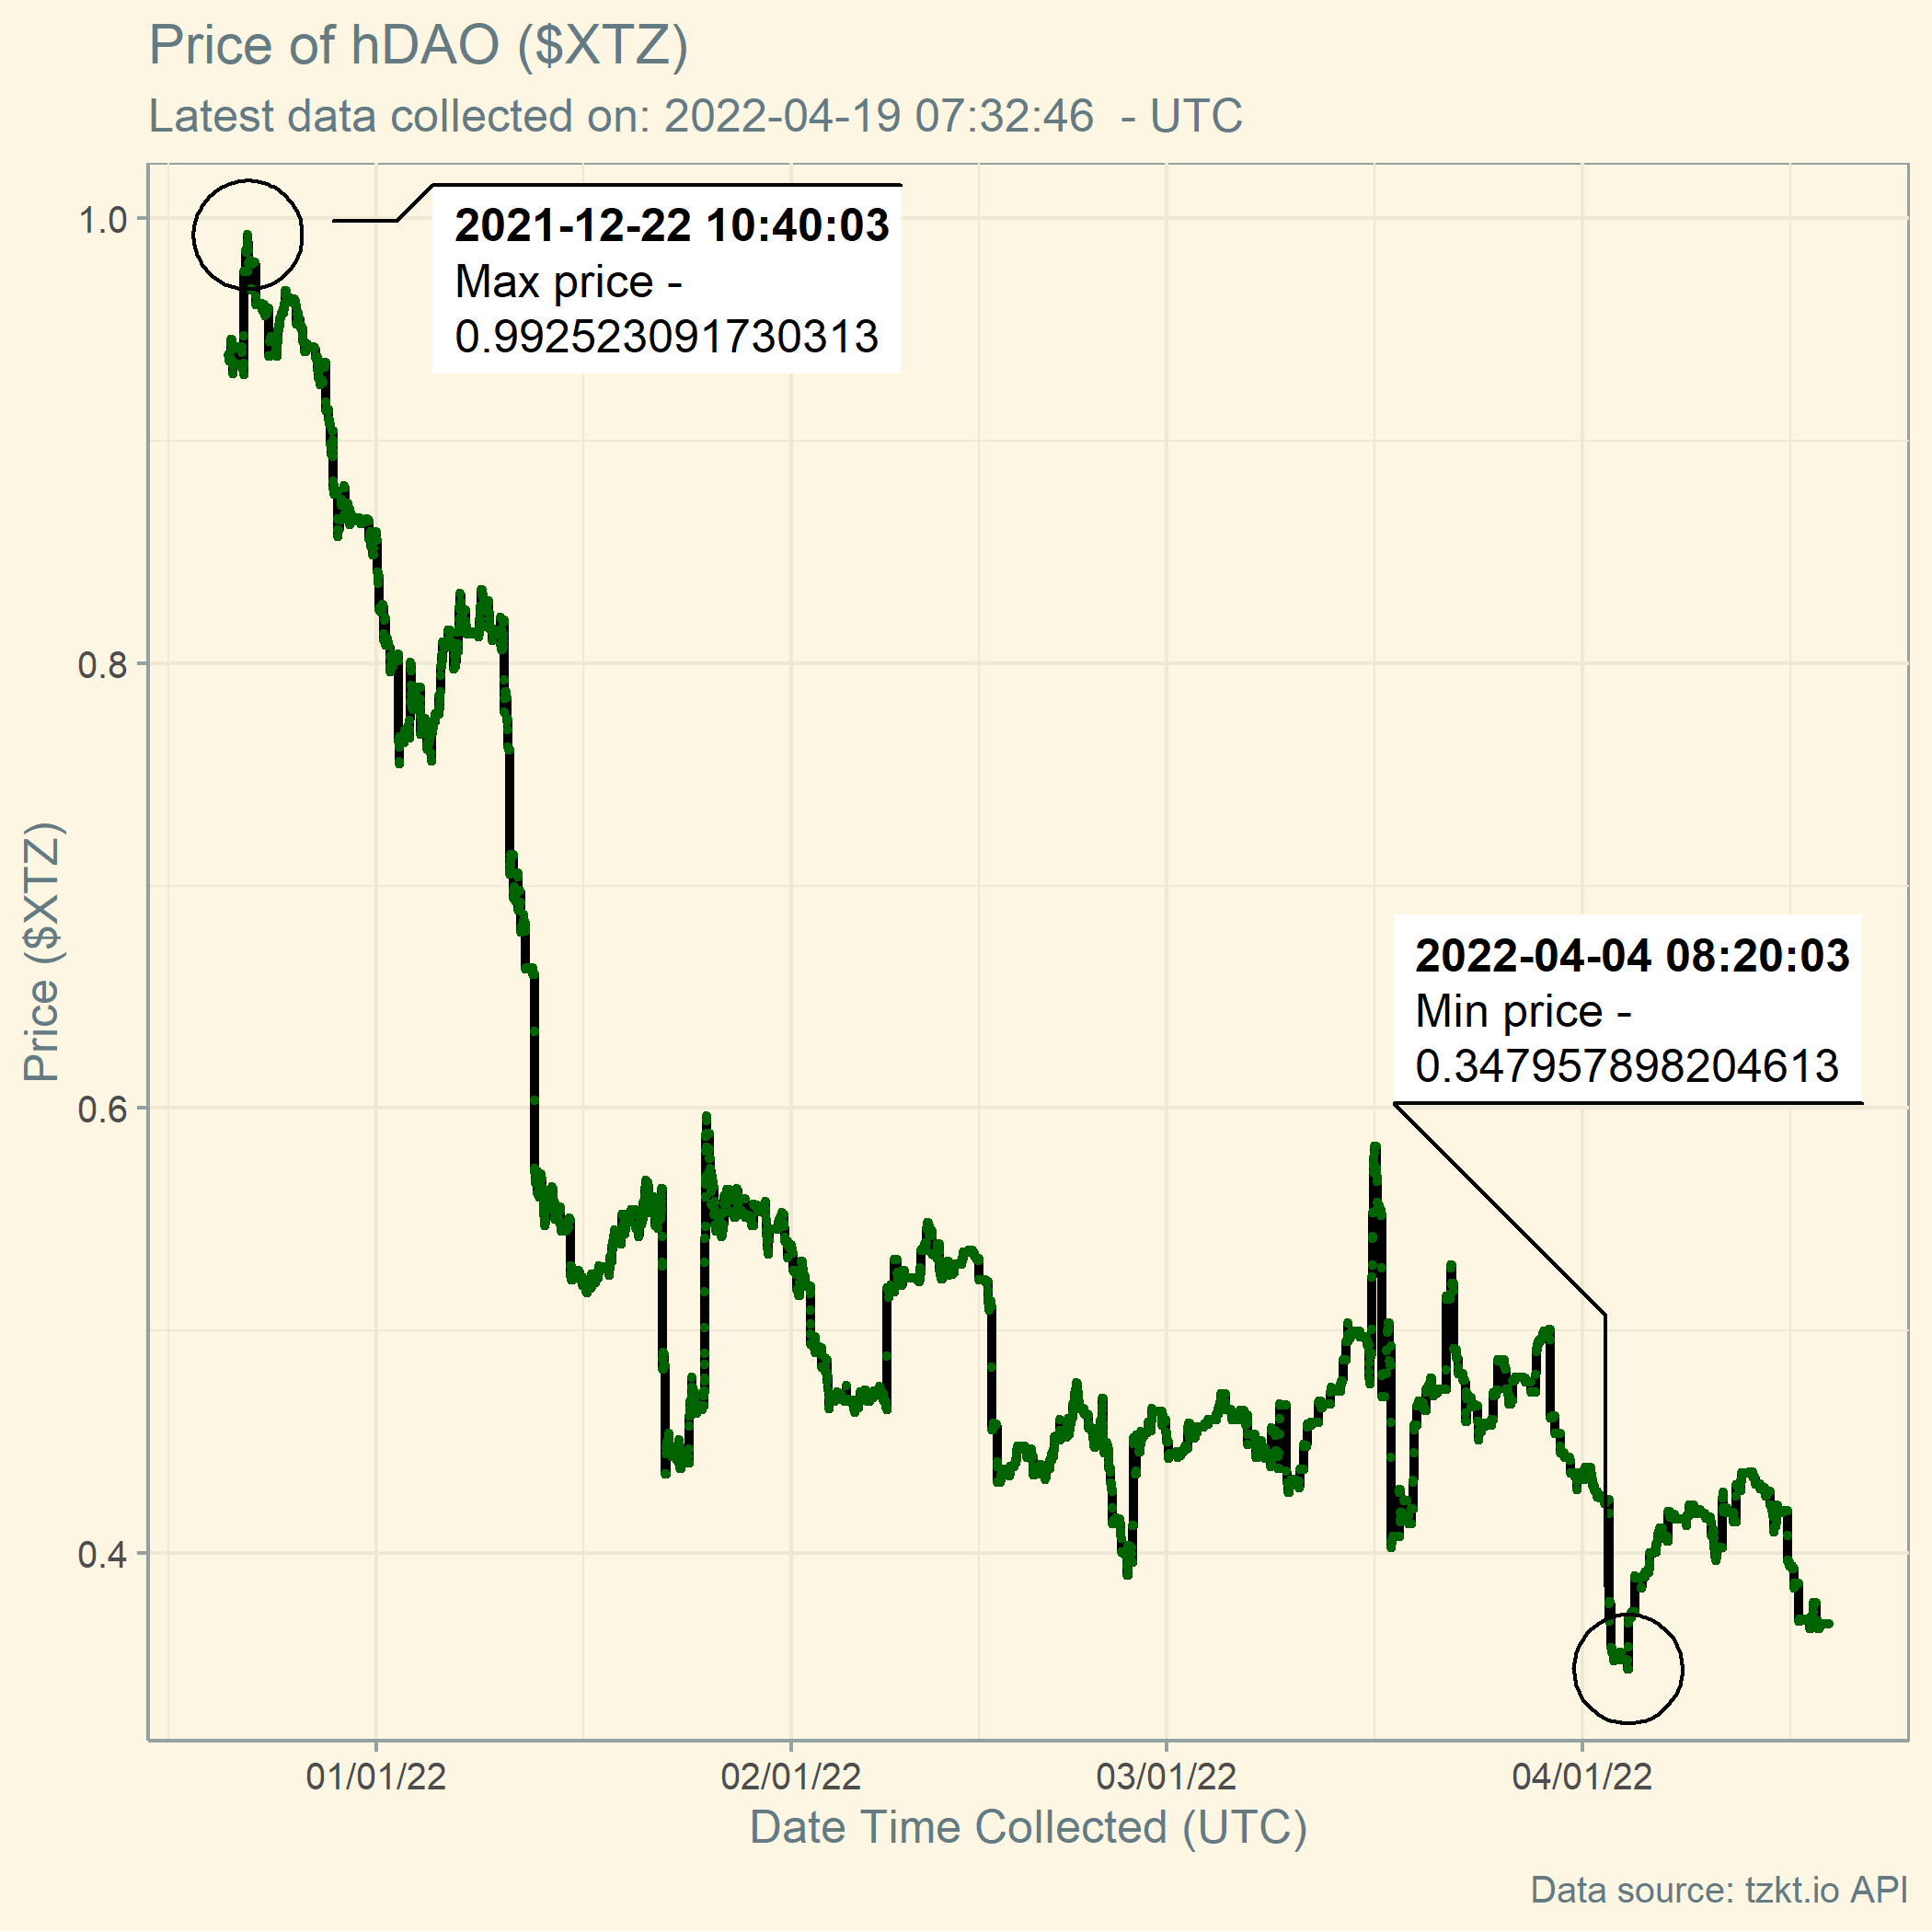 Price of hDAO ($XTZ)
Latest data collected on: 2022-04-19 07:32:46  - UTC
2021-12-22 10:40:03
Max price -
0.992523091730313
2022-04-04 08:20:03
Min price -
0.347957898204613
Price ($XTZ)
1.0
0.8
0.6
0.4
01/01/22
02/01/22
03/01/22
04/01/22
Date Time Collected (UTC)
Data source: tzkt.io API